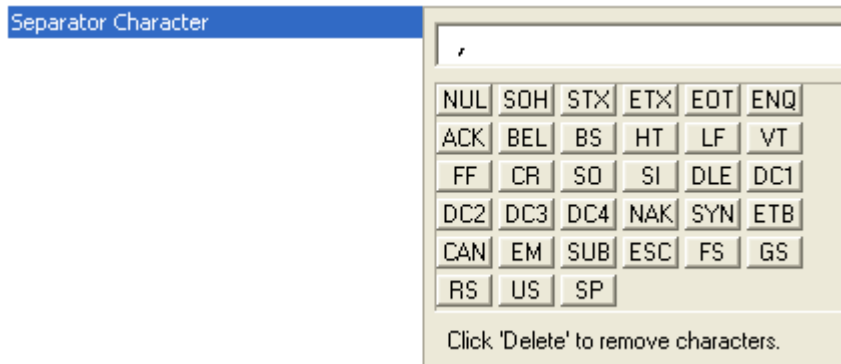 Separator Character
,
NUL SOH STX ETX EOT ENQ
ACK BEL BS HT LF VT
FF CR SO SI DLE DC1
DC2 DC3 DC4 NAK SYN ETB
CAN EM SUB ESC FS GS
RS US SP
Click 'Delete' to remove characters.